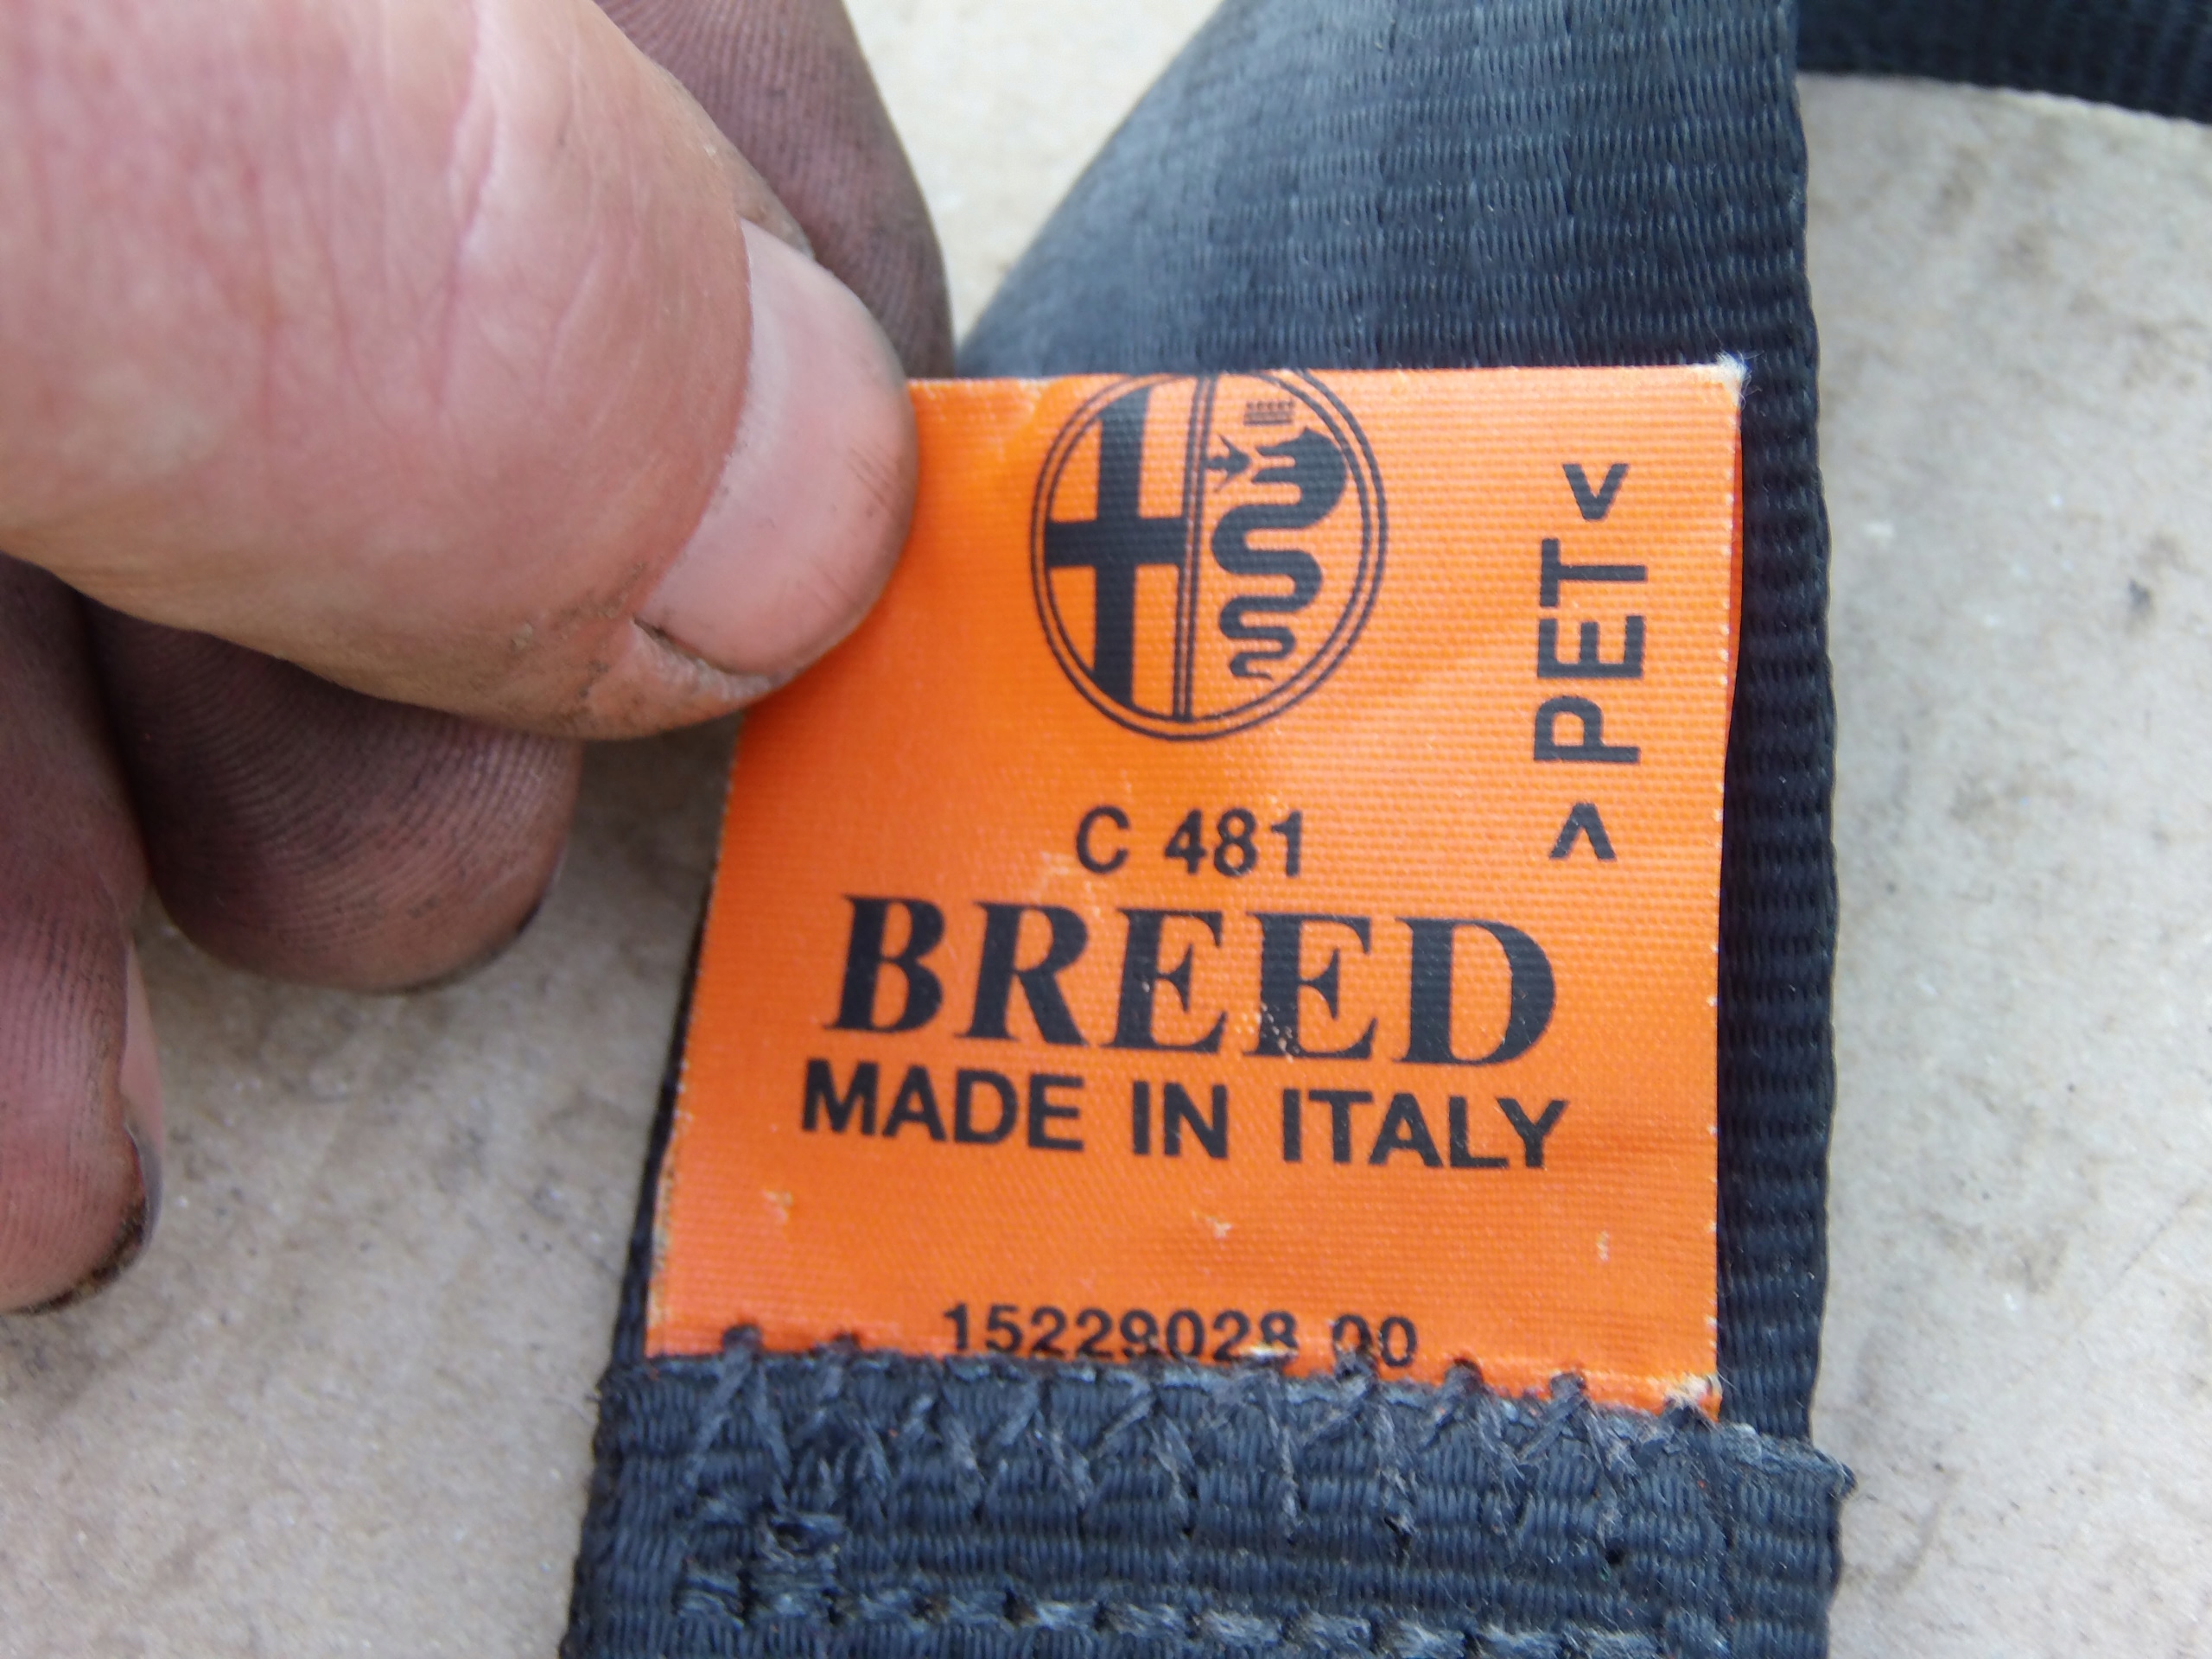 >PET<
C 481
BREED
MADE IN ITALY
15229028 00